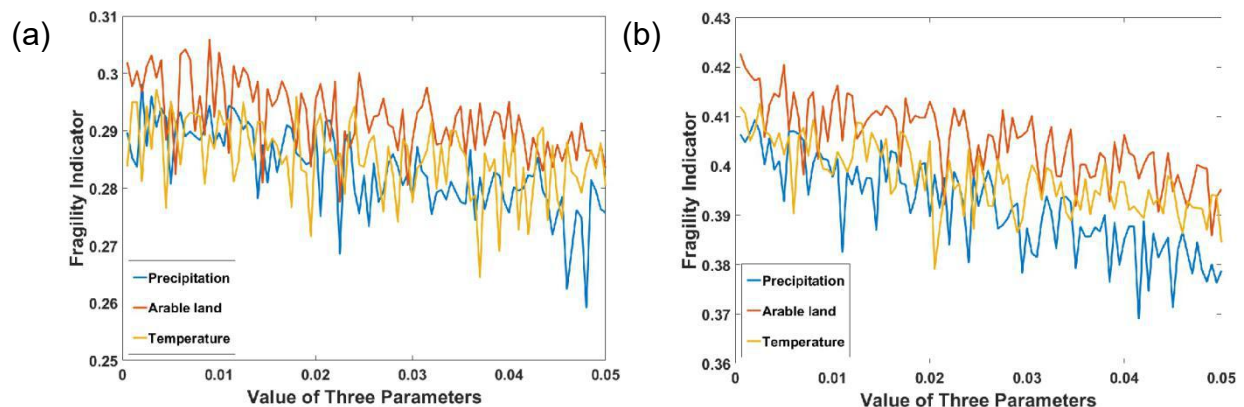 (a)
0.31
0.3
0.29
0.28
0.27
0.26
0.25
Fragility Indicator
Precipitation
Arable land
Temperature
0
0.01
0.02
0.03
0.04
0.05
Value of Three Parameters
(b)
0.43
0.42
0.41
0.4
0.39
0.38
0.37
0.36
Fragility Indicator
Precipitation
Arable land
Temperature
0
0.01
0.02
0.03
0.04
0.05
Value of Three Parameters